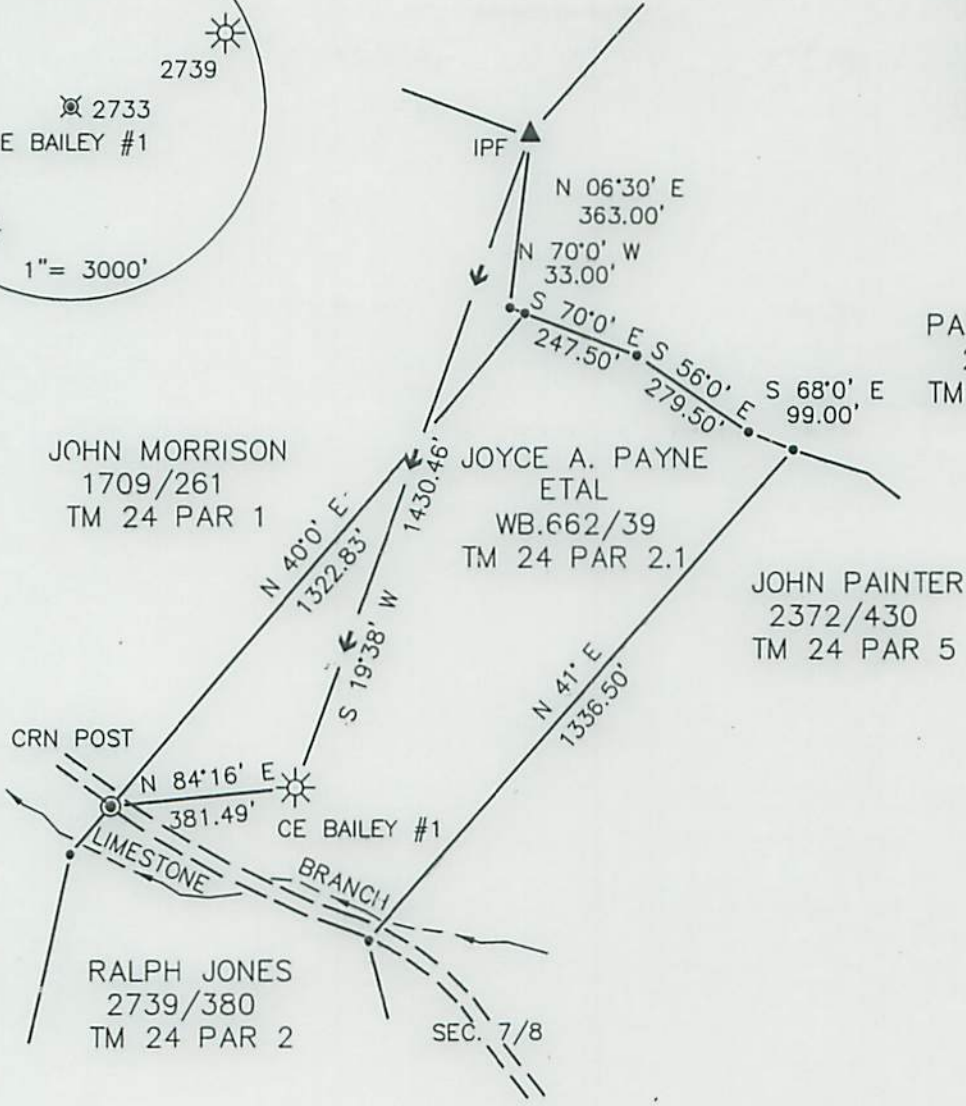 2739
2733
E BAILEY #1
1"= 3000'
IPF
N 06°30' E
363.00'
N 70°0' W
33.00'
S 70°0' E
247.50'
S 56°0' E
279.50'
S 68°0' E
99.00'
PA
TM
JOHN MORRISON
1709/261
TM 24 PAR 1
JOYCE A. PAYNE
ETAL
WB.662/39
TM 24 PAR 2.1
1430.46'
S 19°38' W
N 40°0' E
1322.83'
JOHN PAINTER
2372/430
TM 24 PAR 5
N 41° E
1336.50'
CRN POST
N 84°16' E
381.49'
CE BAILEY #1
LIMESTONE
BRANCH
RALPH JONES
2739/380
TM 24 PAR 2
SEC. 7/8